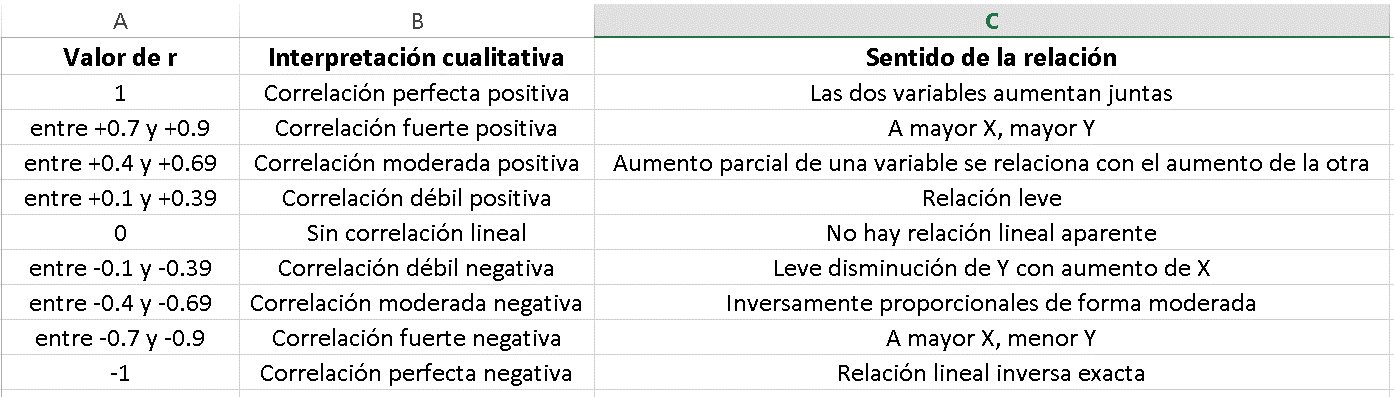 A B C
Valor de r Interpretación cualitativa Sentido de la relación
1 Correlación perfecta positiva Las dos variables aumentan juntas
entre +0.7 y +0.9 Correlación fuerte positiva A mayor X, mayor Y
entre +0.4 y +0.69 Correlación moderada positiva Aumento parcial de una variable se relaciona con el aumento de la otra
entre +0.1 y +0.39 Correlación débil positiva Relación leve
0 Sin correlación lineal No hay relación lineal aparente
entre -0.1 y -0.39 Correlación débil negativa Leve disminución de Y con aumento de X
entre -0.4 y -0.69 Correlación moderada negativa Inversamente proporcionales de forma moderada
entre -0.7 y -0.9 Correlación fuerte negativa A mayor X, menor Y
-1 Correlación perfecta negativa Relación lineal inversa exacta